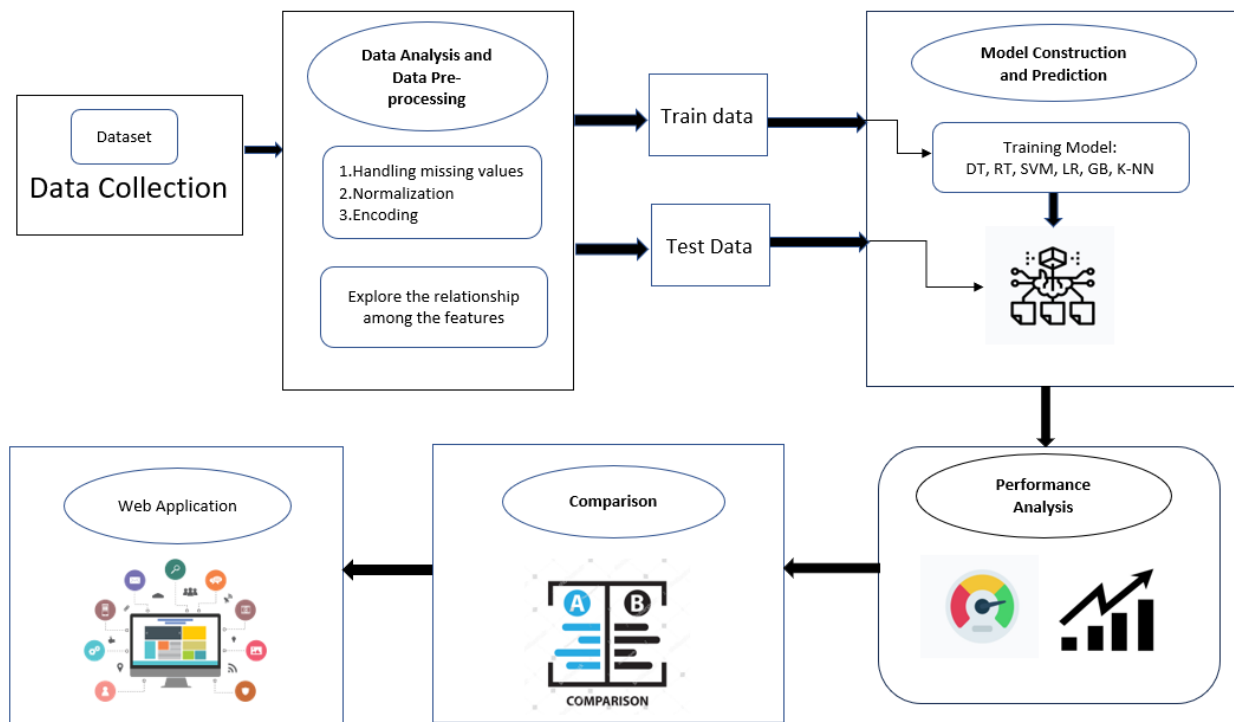 Dataset
Data Collection
Data Analysis and
Data Pre-
processing
1.Handling missing values
2.Normalization
3.Encoding
Explore the relationship
among the features
Train data
Test Data
Model Construction
and Prediction
Training Model:
DT, RT, SVM, LR, GB, K-NN
Performance
Analysis
Comparison
A
B
COMPARISON
Web Application